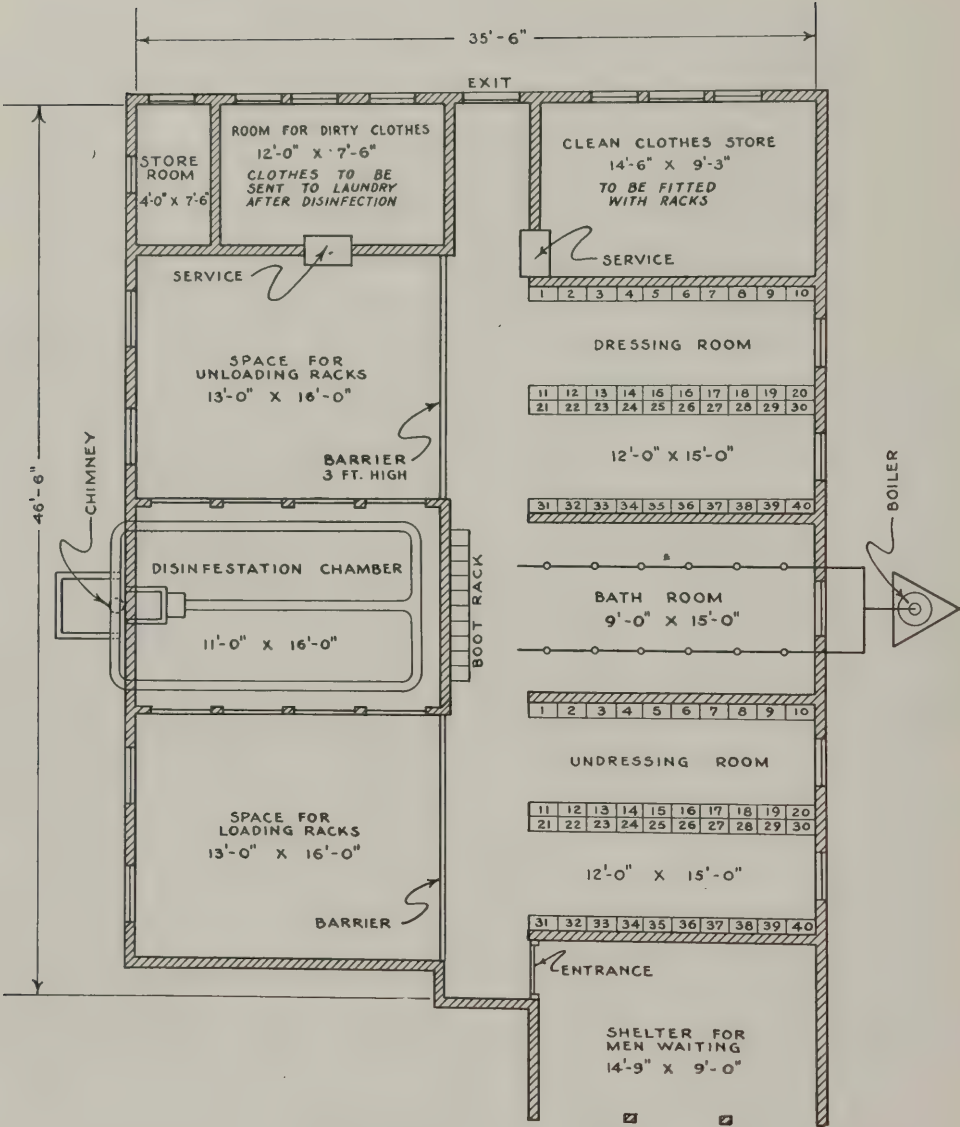 35'-6"
EXIT
STORE
ROOM
4'-0" X 7'-6"
ROOM FOR DIRTY CLOTHES
12'-0" X 7'-6"
CLOTHES TO BE
SENT TO LAUNDRY
AFTER DISINFECTION
CLEAN CLOTHES STORE
14'-6" X 9'-3"
TO BE FITTED
WITH RACKS
SERVICE
SERVICE
1 2 3 4 5 6 7 8 9 10
DRESSING ROOM
11 12 13 14 15 16 17 18 19 20
21 22 23 24 25 26 27 28 29 30
12'-0" X 15'-0"
31 32 33 34 35 36 37 38 39 40
SPACE FOR
UNLOADING RACKS
13'-0" X 16'-0"
BARRIER
3 FT. HIGH
46'-6"
CHIMNEY
DISINFESTATION CHAMBER
11'-0" X 16'-0"
BOOT RACK
BATH ROOM
9'-0" X 15'-0"
BOILER
1 2 3 4 5 6 7 8 9 10
UNDRESSING ROOM
11 12 13 14 15 16 17 18 19 20
21 22 23 24 25 26 27 28 29 30
12'-0" X 15'-0"
31 32 33 34 35 36 37 38 39 40
SPACE FOR
LOADING RACKS
13'-0" X 16'-0"
BARRIER
ENTRANCE
SHELTER FOR
MEN WAITING
14'-9" X 9'-0"